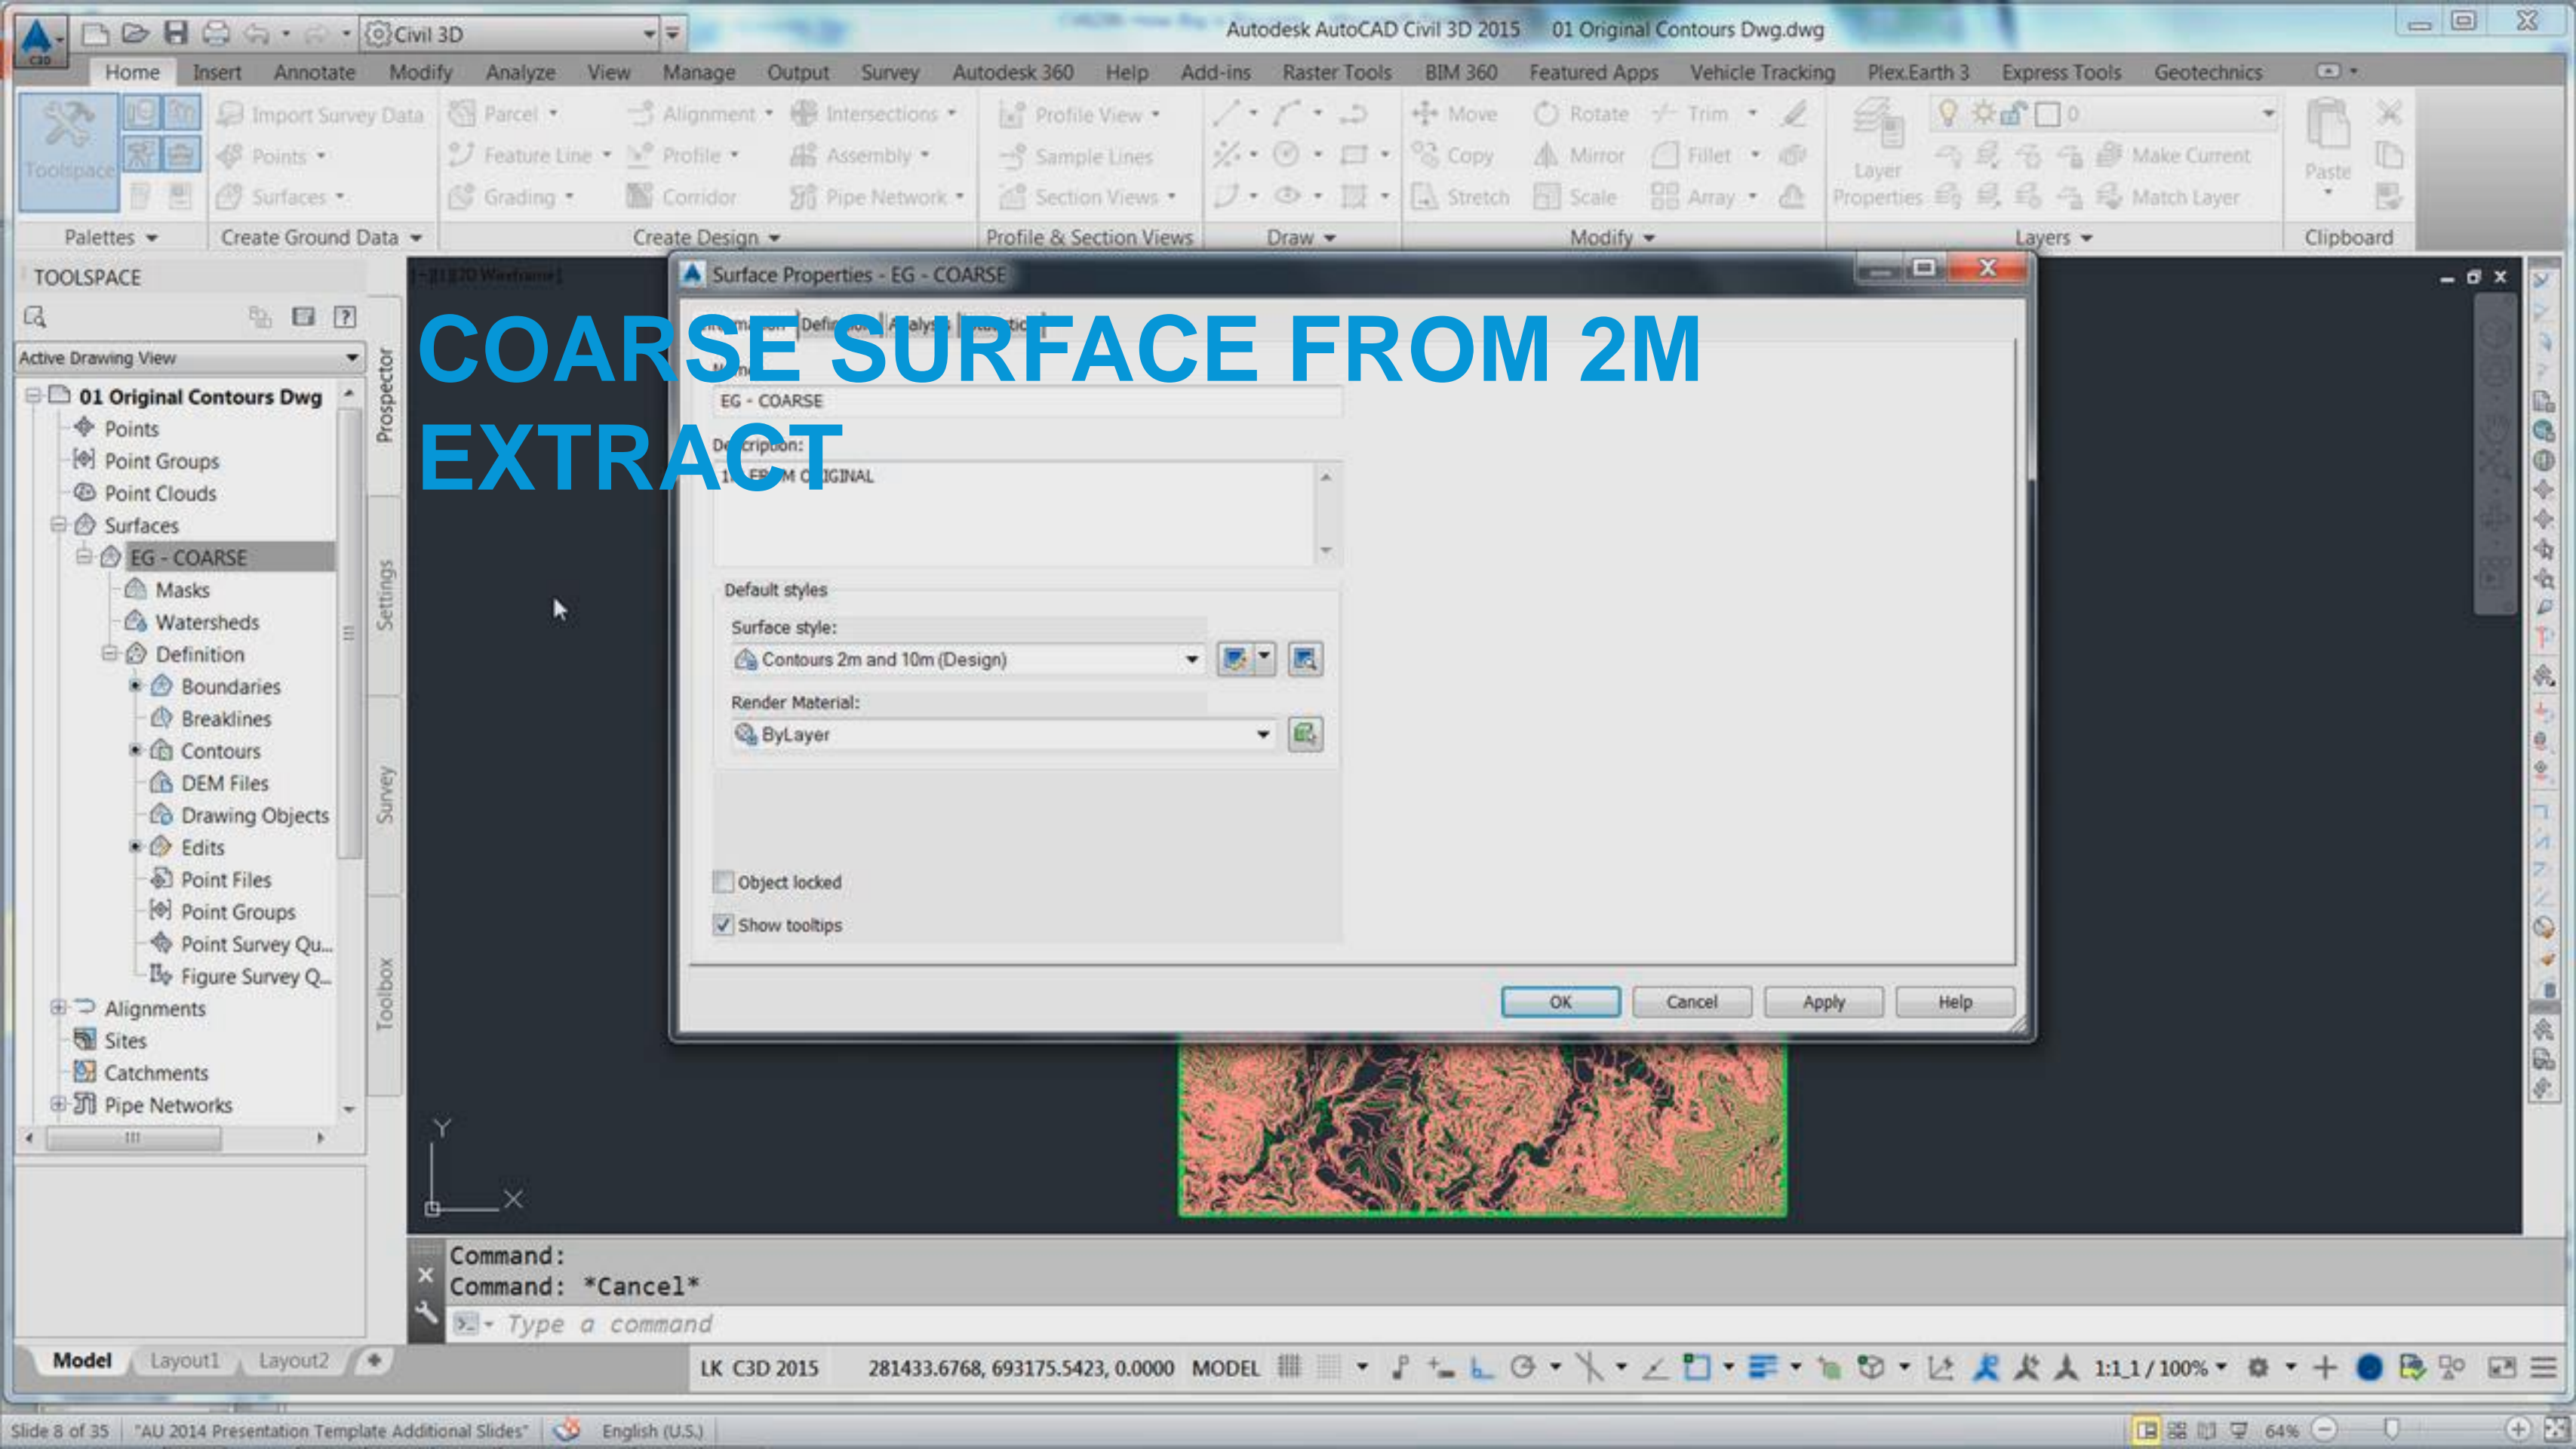 Civil 3D
Autodesk AutoCAD Civil 3D 2015 01 Original Contours Dwg.dwg
C3D
Home Insert Annotate Modify Analyze View Manage Output Survey Autodesk 360 Help Add-ins Raster Tools BIM 360 Featured Apps Vehicle Tracking Plex.Earth 3 Express Tools Geotechnics
Toolspace
Import Survey Data
Points
Surfaces
Parcel
Feature Line
Grading
Alignment
Profile
Corridor
Intersections
Assembly
Pipe Network
Profile View
Sample Lines
Section Views
Move
Copy
Stretch
Rotate
Mirror
Scale
Trim
Fillet
Array
Layer
Properties
0
Make Current
Match Layer
Paste
Palettes
Create Ground Data
Create Design
Profile & Section Views
Draw
Modify
Layers
Clipboard
TOOLSPACE
Active Drawing View
01 Original Contours Dwg
Points
Point Groups
Point Clouds
Surfaces
EG - COARSE
Masks
Watersheds
Definition
Boundaries
Breaklines
Contours
DEM Files
Drawing Objects
Edits
Point Files
Point Groups
Point Survey Qu...
Figure Survey Q...
Alignments
Sites
Catchments
Pipe Networks
Prospector
Settings
Survey
Toolbox
COARSE SURFACE FROM 2M
EXTRACT
Surface Properties - EG - COARSE
EG - COARSE
Description:
Default styles
Surface style:
Contours 2m and 10m (Design)
Render Material:
ByLayer
Object locked
Show tooltips
OK
Cancel
Apply
Help
Y
X
Command:
Command: *Cancel*
Type a command
Model Layout1 Layout2
LK C3D 2015 281433.6768, 693175.5423, 0.0000 MODEL
1:1_1 / 100%
Slide 8 of 35 "AU 2014 Presentation Template Additional Slides" English (U.S.)
64%